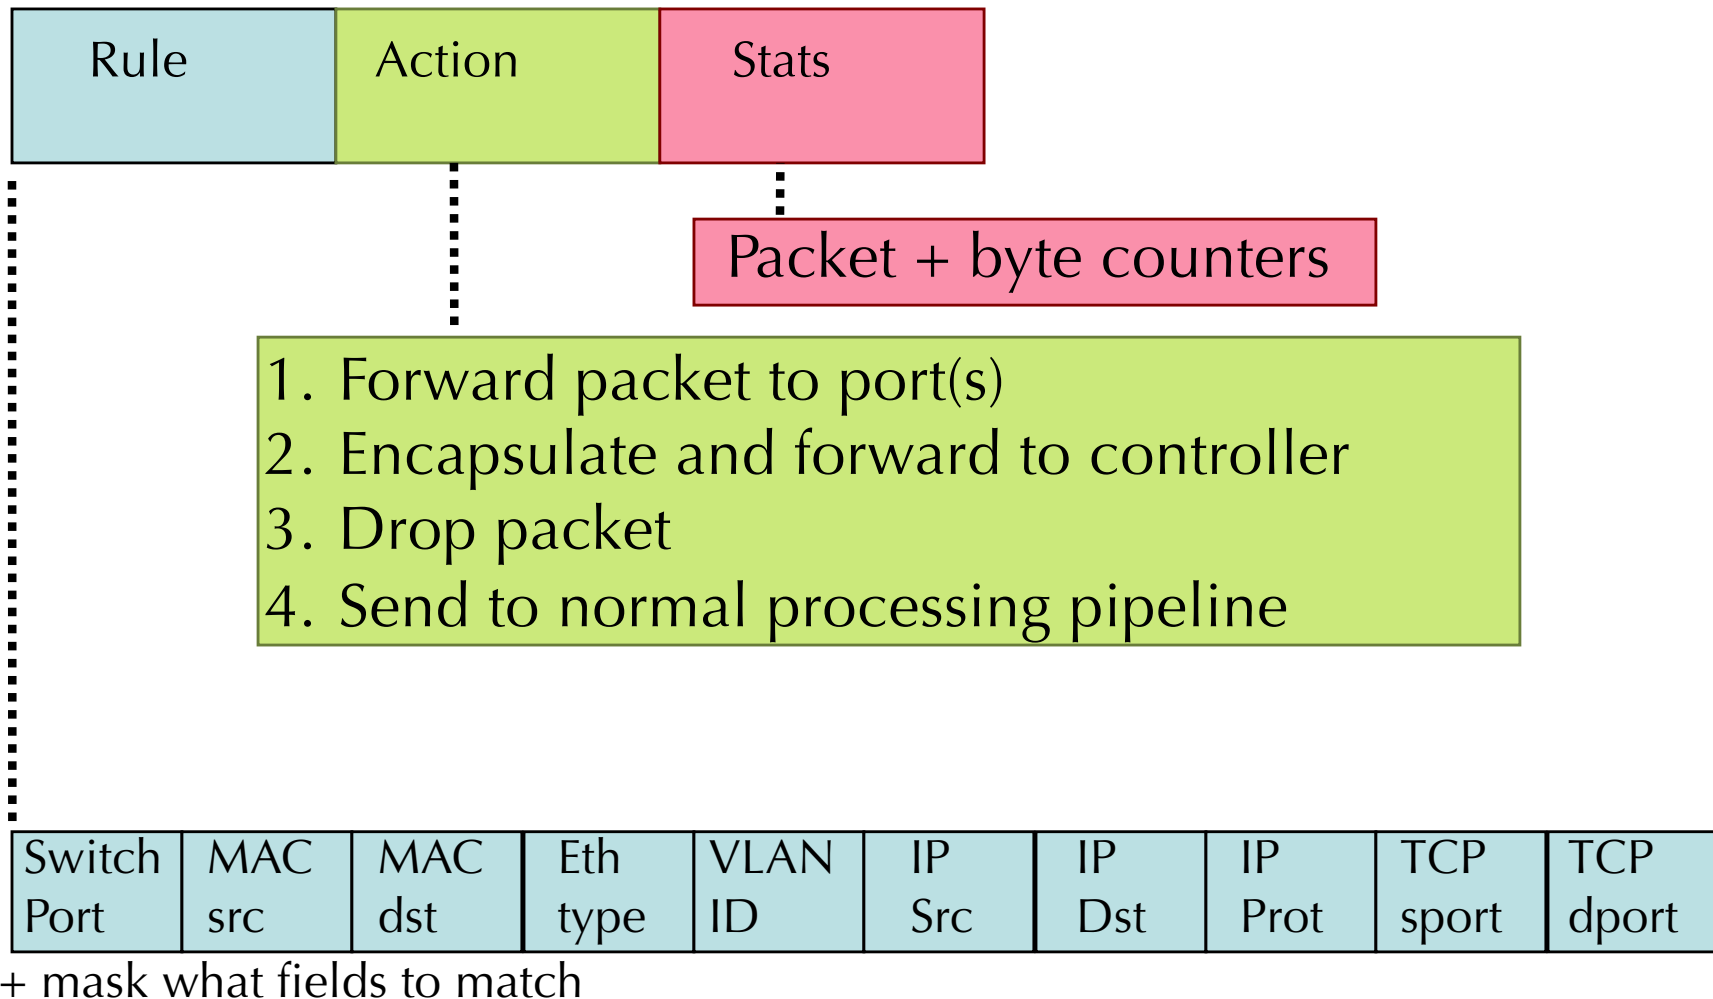 Rule
Action
Stats
Packet + byte counters
1. Forward packet to port(s)
2. Encapsulate and forward to controller
3. Drop packet
4. Send to normal processing pipeline
Switch
Port
MAC
src
MAC
dst
Eth
type
VLAN
ID
IP
Src
IP
Dst
IP
Prot
TCP
sport
TCP
dport
+ mask what fields to match